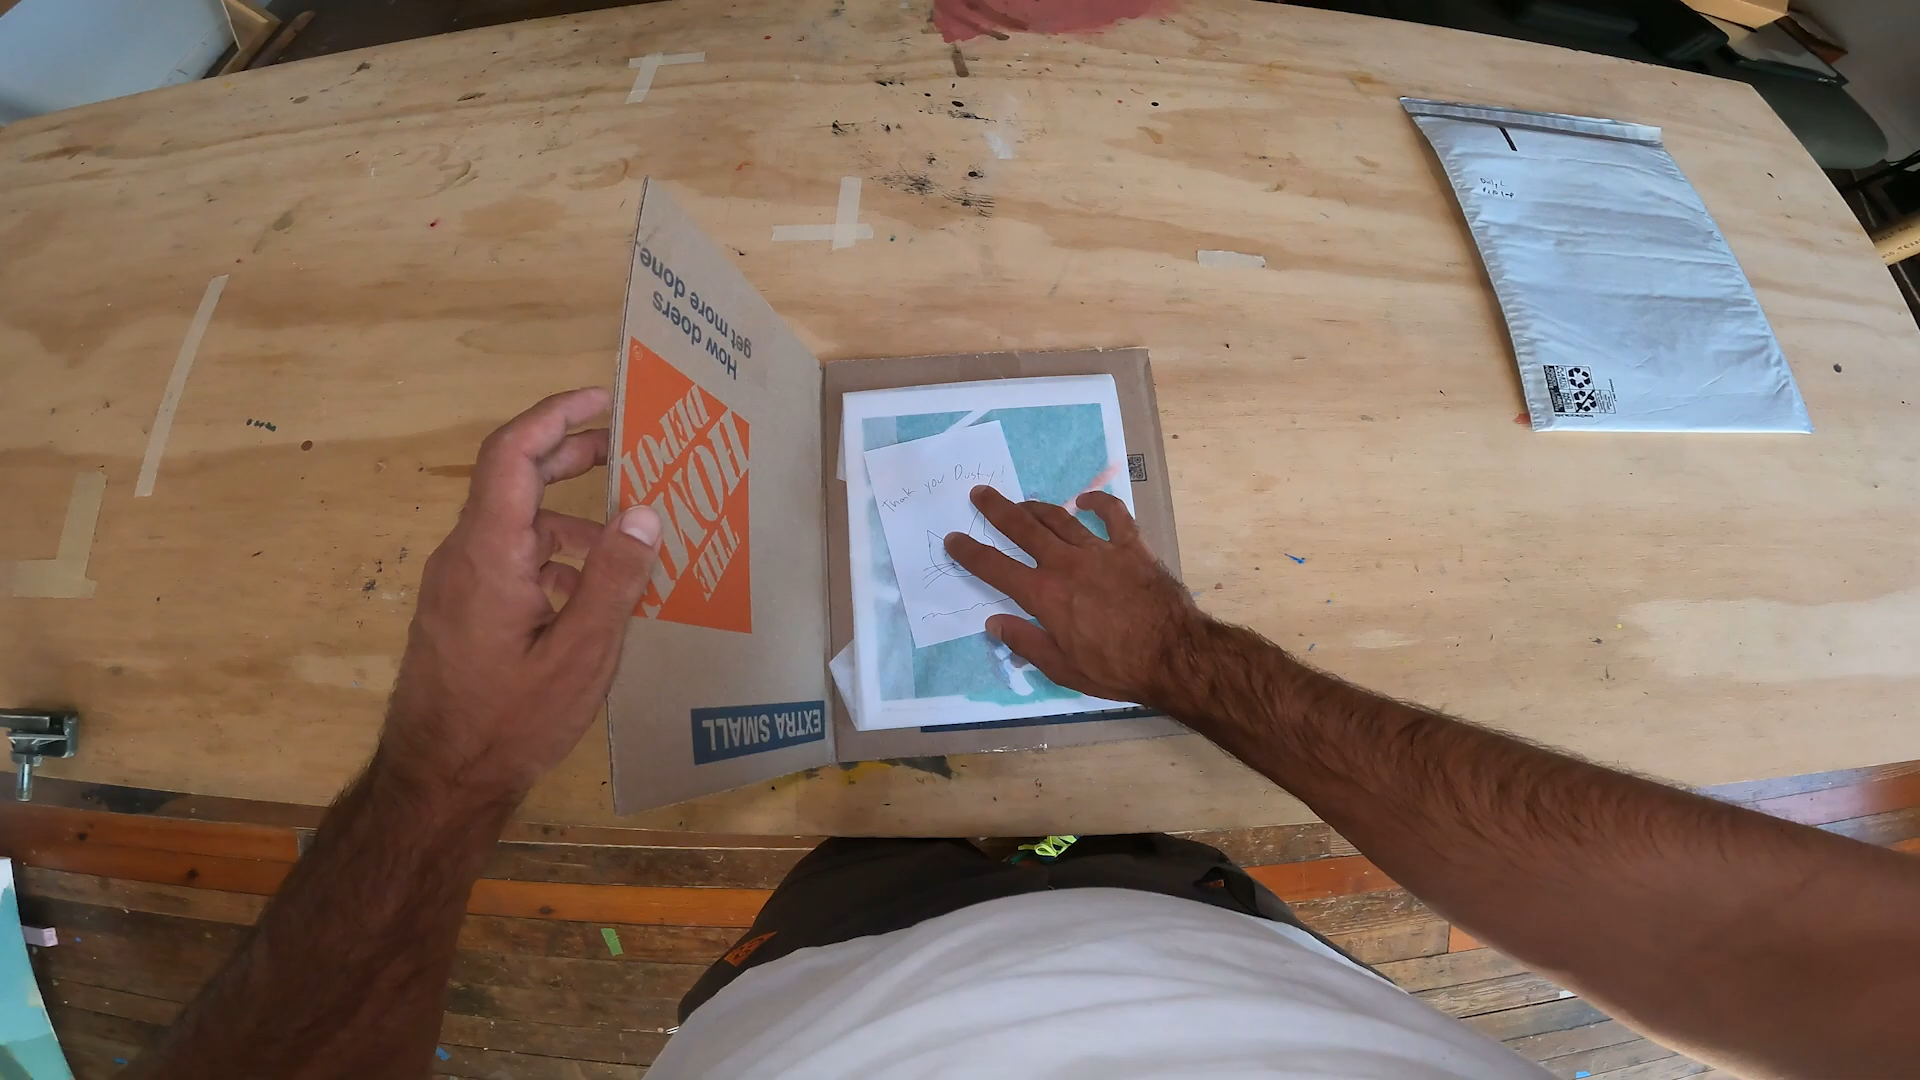 How doers
get more done
THE
HOME
DEPOT
EXTRA SMALL
Thank you Dusty!